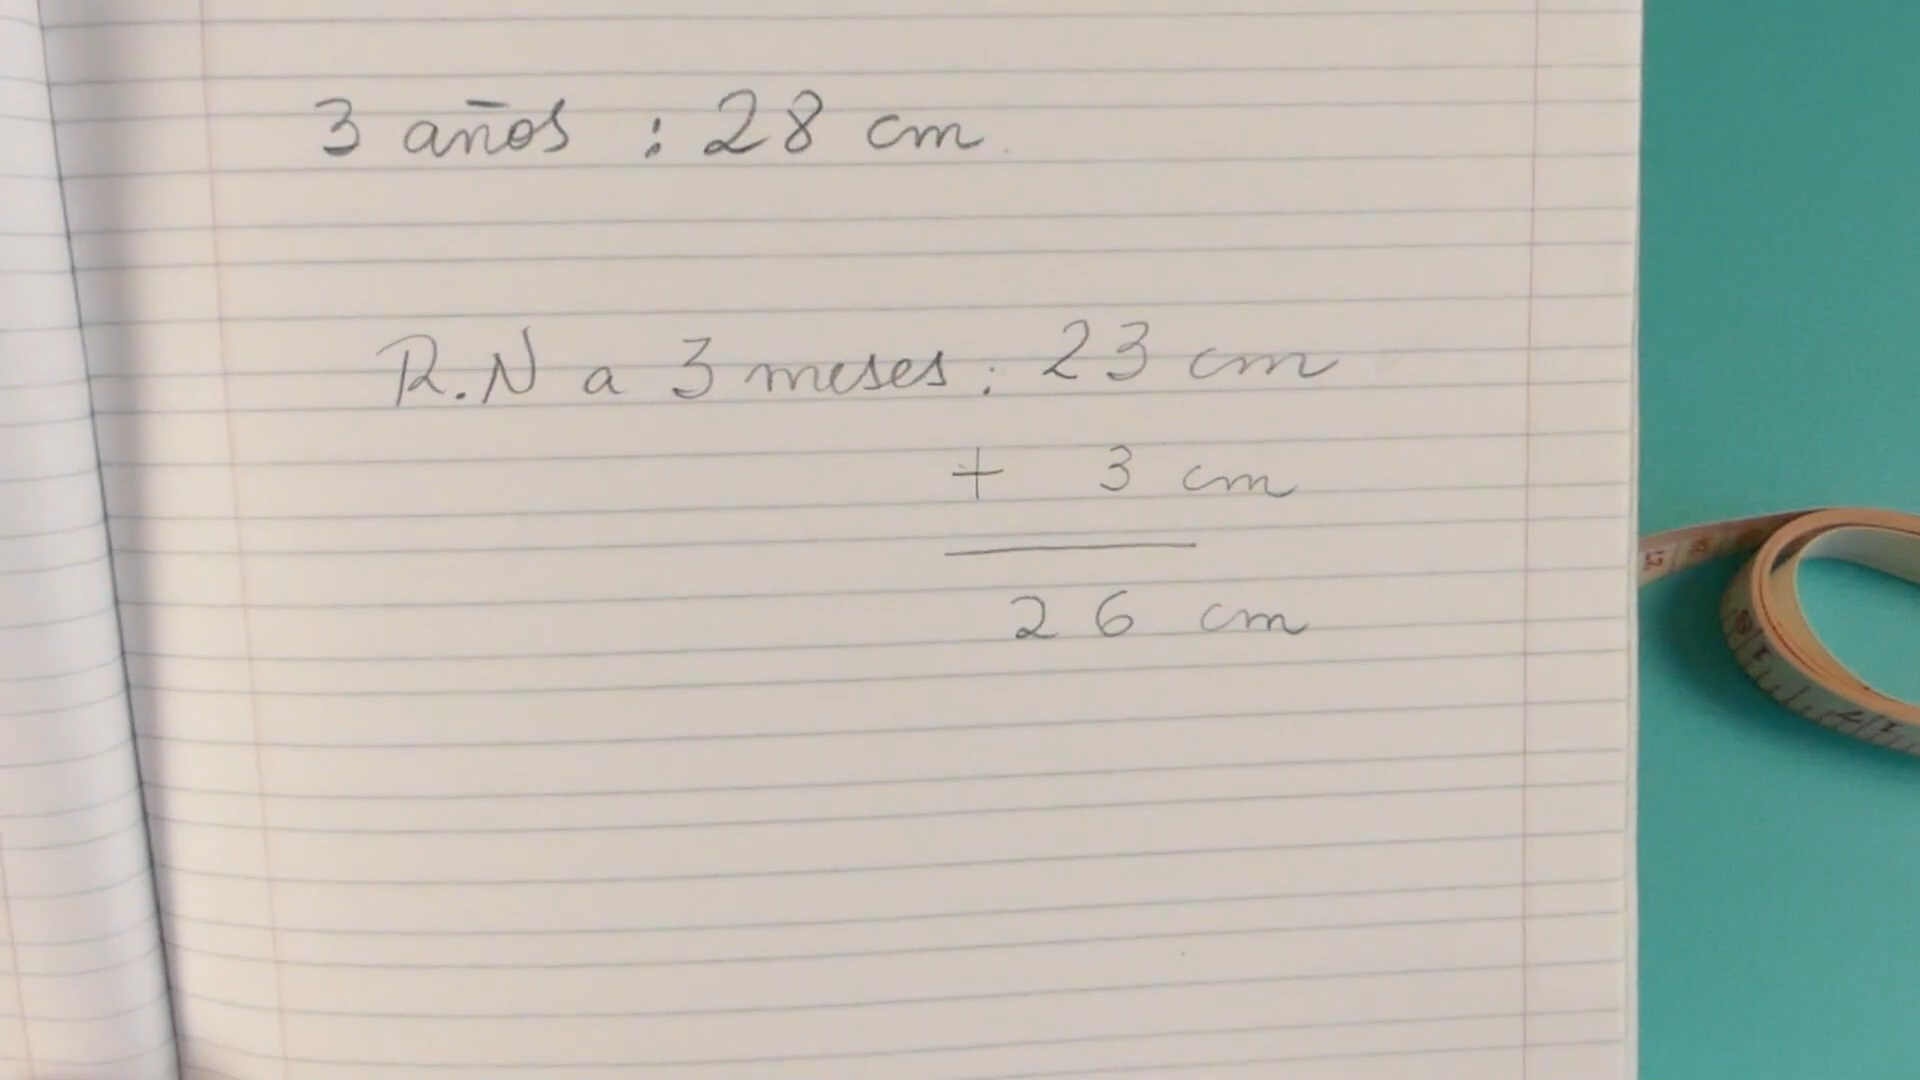 3 años : 28 cm
R.N a 3 meses : 23 cm
+ 3 cm
26 cm